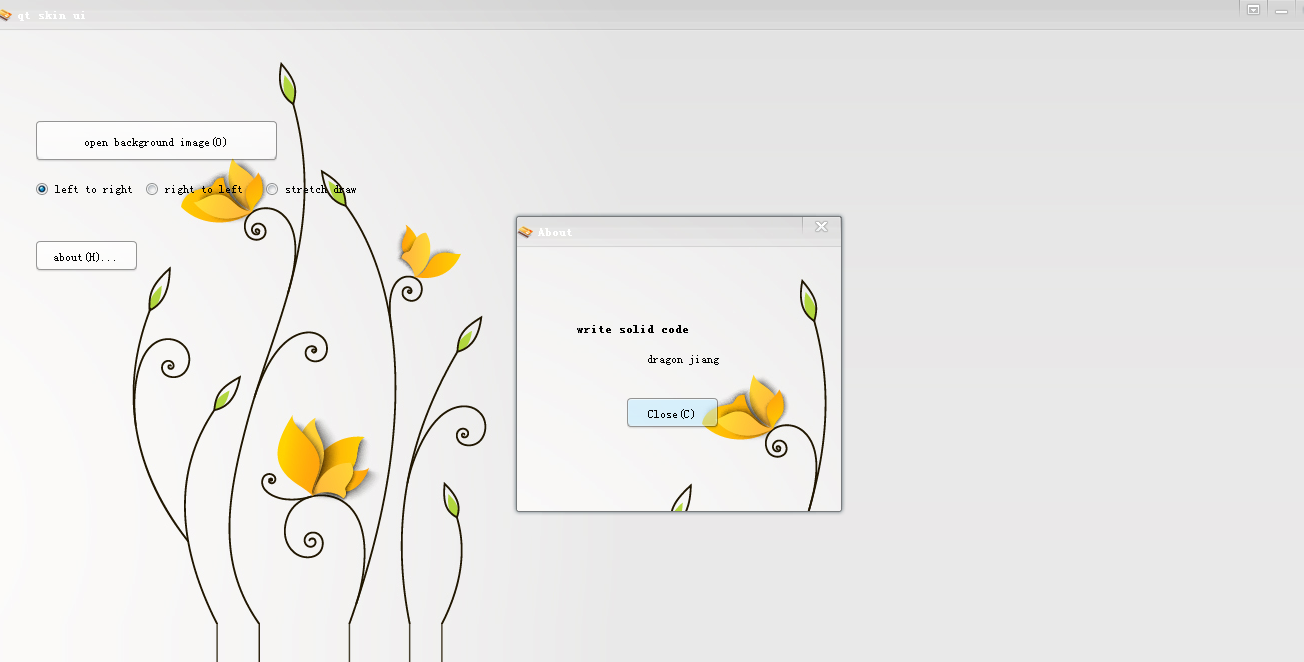 qt skin ui
open background image(O)
left to right
right to left
stretch draw
about(H)...
About
write solid code
dragon jiang
Close(C)